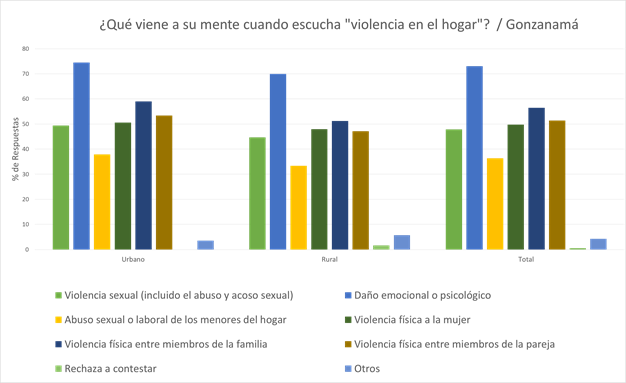 ¿Qué viene a su mente cuando escucha "violencia en el hogar"? / Gonzanamá
80
70
60
50
40
30
20
10
0
% de Respuestas
Urbano Rural Total
Violencia sexual (incluido el abuso y acoso sexual) Daño emocional o psicológico
Abuso sexual o laboral de los menores del hogar Violencia física a la mujer
Violencia física entre miembros de la familia Violencia física entre miembros de la pareja
Rechaza a contestar Otros